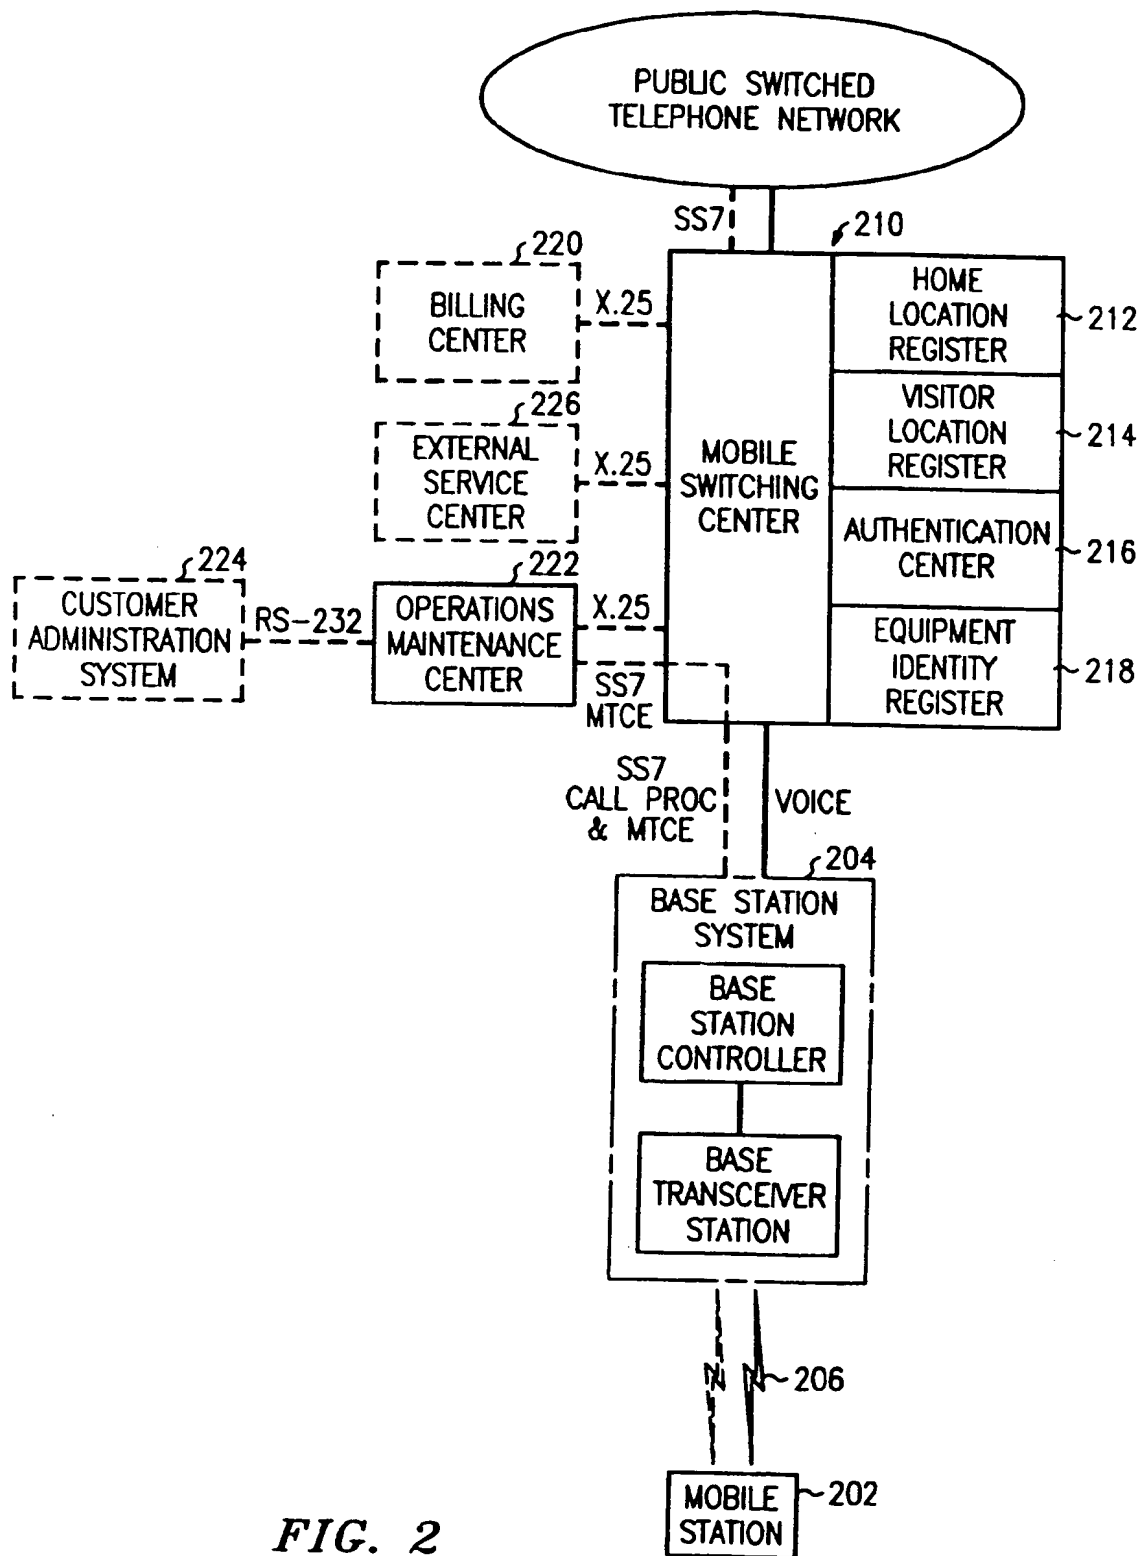 PUBLIC SWITCHED
TELEPHONE NETWORK
SS7
210
220
BILLING
CENTER
X.25
HOME
LOCATION
REGISTER
212
226
EXTERNAL
SERVICE
CENTER
X.25
MOBILE
SWITCHING
CENTER
VISITOR
LOCATION
REGISTER
214
AUTHENTICATION
CENTER
216
224
CUSTOMER
ADMINISTRATION
SYSTEM
RS-232
222
OPERATIONS
MAINTENANCE
CENTER
X.25
SS7
MTCE
EQUIPMENT
IDENTITY
REGISTER
218
SS7
CALL PROC
& MTCE
VOICE
204
BASE STATION
SYSTEM
BASE
STATION
CONTROLLER
BASE
TRANSCEIVER
STATION
206
MOBILE
STATION
202
FIG. 2